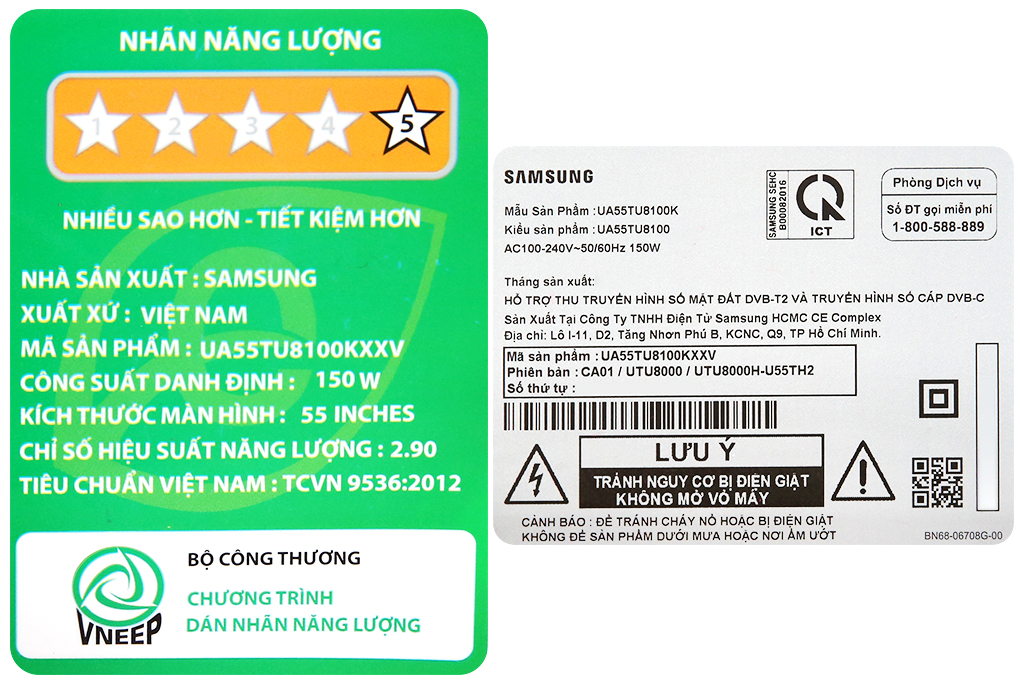 NHÃN NĂNG LƯỢNG
1 2 3 4 5
NHIỀU SAO HƠN - TIẾT KIỆM HƠN
NHÀ SẢN XUẤT : SAMSUNG
XUẤT XỨ : VIỆT NAM
MÃ SẢN PHẨM : UA55TU8100KXXV
CÔNG SUẤT DANH ĐỊNH : 150 W
KÍCH THƯỚC MÀN HÌNH : 55 INCHES
CHỈ SỐ HIỆU SUẤT NĂNG LƯỢNG : 2.90
TIÊU CHUẨN VIỆT NAM : TCVN 9536:2012
VNEEP
BỘ CÔNG THƯƠNG
CHƯƠNG TRÌNH
DÁN NHÃN NĂNG LƯỢNG
SAMSUNG
Mẫu Sản Phẩm : UA55TU8100K
Kiểu sản phẩm : UA55TU8100
AC100-240V~50/60Hz 150W
SAMSUNG SEHC
B00082016
ICT
Phòng Dịch vụ
Số ĐT gọi miễn phí
1-800-588-889
Tháng sản xuất:
HỖ TRỢ THU TRUYỀN HÌNH SỐ MẶT ĐẤT DVB-T2 VÀ TRUYỀN HÌNH SỐ CÁP DVB-C
Sản Xuất Tại Công Ty TNHH Điện Tử Samsung HCMC CE Complex
Địa chỉ: Lô I-11, D2, Tăng Nhơn Phú B, KCNC, Q9, TP Hồ Chí Minh.
Mã sản phẩm : UA55TU8100KXXV
Phiên bản : CA01 / UTU8000 / UTU8000H-U55TH2
Số thứ tự :
LƯU Ý
TRÁNH NGUY CƠ BỊ ĐIỆN GIẬT
KHÔNG MỞ VỎ MÁY
CẢNH BÁO : ĐỂ TRÁNH CHÁY NỔ HOẶC BỊ ĐIỆN GIẬT
KHÔNG ĐỂ SẢN PHẨM DƯỚI MƯA HOẶC NƠI ẨM ƯỚT
BN68-06708G-00